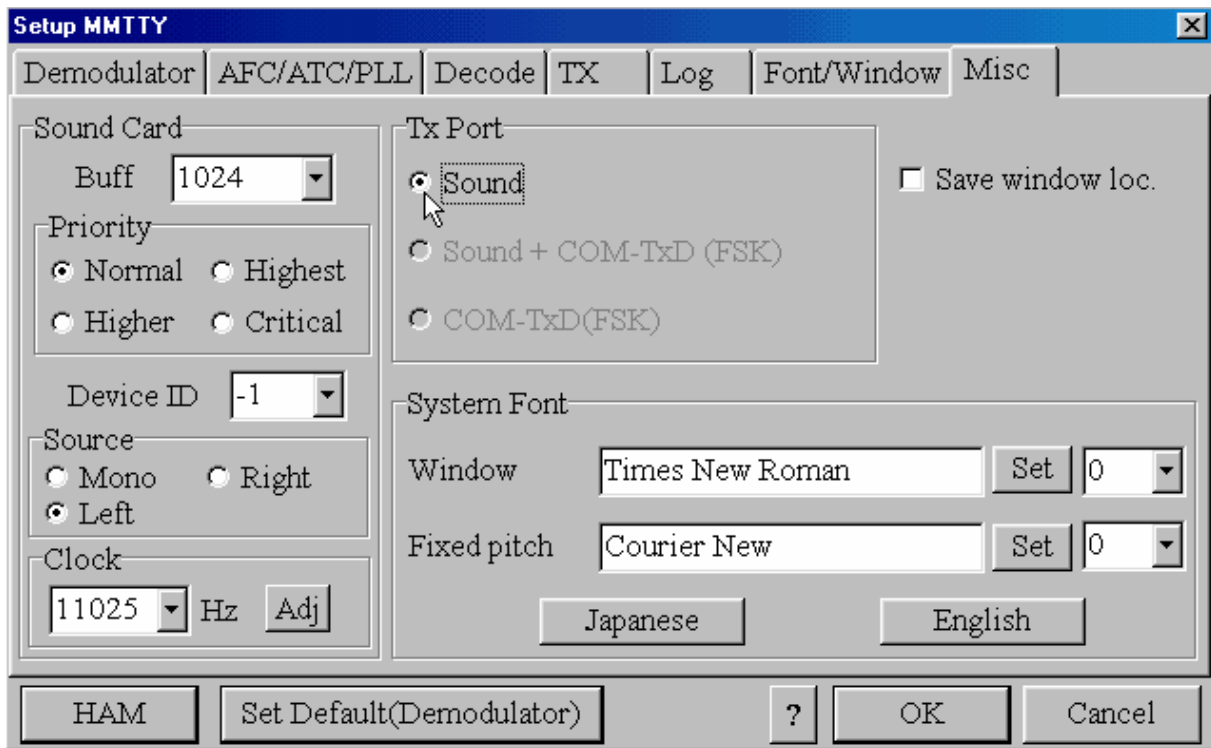 Setup MMTTY
Demodulator AFC/ATC/PLL Decode TX Log Font/Window Misc
Sound Card
Buff 1024
Priority
Normal Highest
Higher Critical
Device ID -1
Source
Mono Right
Left
Clock
11025 Hz Adj
Tx Port
Sound
Sound + COM-TxD (FSK)
COM-TxD(FSK)
Save window loc.
System Font
Window Times New Roman Set 0
Fixed pitch Courier New Set 0
Japanese English
HAM Set Default(Demodulator) ? OK Cancel